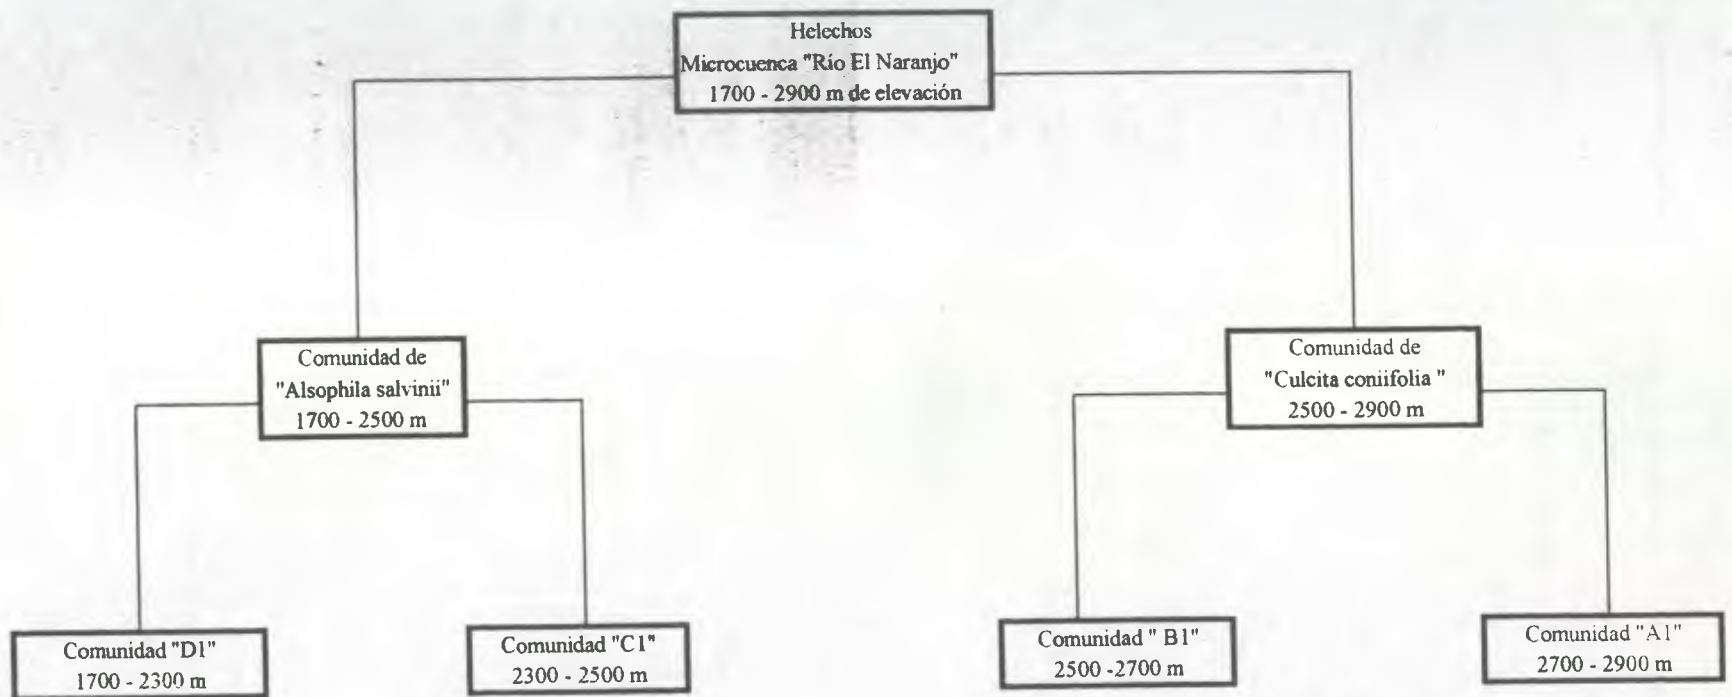 Helechos
Microcuenca "Río El Naranjo"
1700 - 2900 m de elevación
Comunidad de
"Alsophila salvinii"
1700 - 2500 m
Comunidad de
"Culcita coniifolia "
2500 - 2900 m
Comunidad "D1"
1700 - 2300 m
Comunidad "C1"
2300 - 2500 m
Comunidad " B1"
2500 -2700 m
Comunidad "A1"
2700 - 2900 m